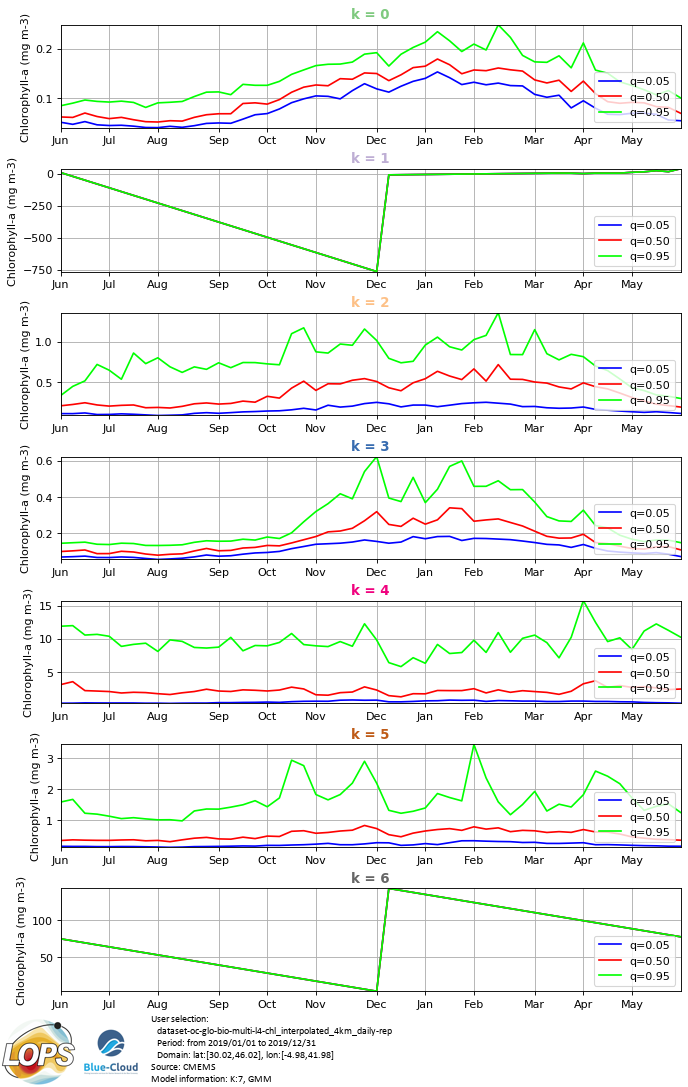 k = 0
Chlorophyll-a (mg m-3)
0.2
0.1
q=0.05
q=0.50
q=0.95
Jun Jul Aug Sep Oct Nov Dec Jan Feb Mar Apr May
k = 1
Chlorophyll-a (mg m-3)
0
−250
−500
−750
q=0.05
q=0.50
q=0.95
Jun Jul Aug Sep Oct Nov Dec Jan Feb Mar Apr May
k = 2
Chlorophyll-a (mg m-3)
1.0
0.5
q=0.05
q=0.50
q=0.95
Jun Jul Aug Sep Oct Nov Dec Jan Feb Mar Apr May
k = 3
Chlorophyll-a (mg m-3)
0.6
0.4
0.2
q=0.05
q=0.50
q=0.95
Jun Jul Aug Sep Oct Nov Dec Jan Feb Mar Apr May
k = 4
Chlorophyll-a (mg m-3)
15
10
5
q=0.05
q=0.50
q=0.95
Jun Jul Aug Sep Oct Nov Dec Jan Feb Mar Apr May
k = 5
Chlorophyll-a (mg m-3)
3
2
1
q=0.05
q=0.50
q=0.95
Jun Jul Aug Sep Oct Nov Dec Jan Feb Mar Apr May
k = 6
Chlorophyll-a (mg m-3)
100
50
q=0.05
q=0.50
q=0.95
Jun Jul Aug Sep Oct Nov Dec Jan Feb Mar Apr May
LOPS
Blue-Cloud
User selection:
dataset-oc-glo-bio-multi-l4-chl_interpolated_4km_daily-rep
Period: from 2019/01/01 to 2019/12/31
Domain: lat:[30.02,46.02], lon:[-4.98,41.98]
Source: CMEMS
Model information: K:7, GMM